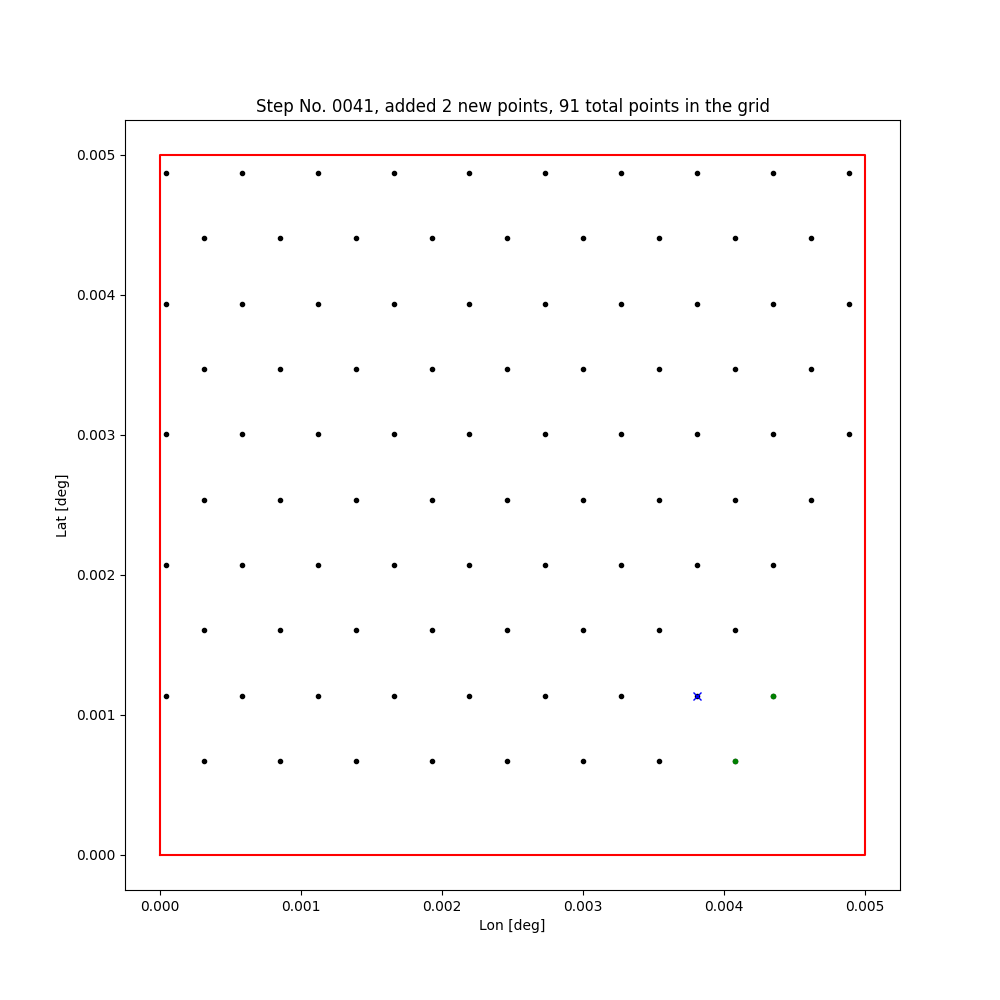 Step No. 0041, added 2 new points, 91 total points in the grid
0.005
0.004
0.003
0.002
0.001
0.000
Lat [deg]
0.000 0.001 0.002 0.003 0.004 0.005
Lon [deg]